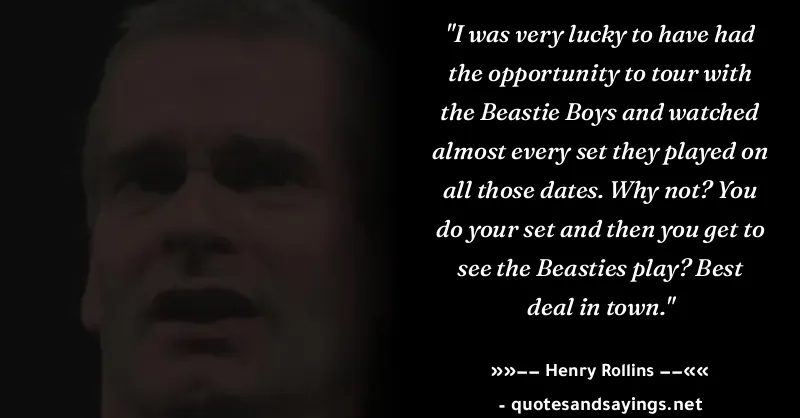 "I was very lucky to have had
the opportunity to tour with
the Beastie Boys and watched
almost every set they played on
all those dates. Why not? You
do your set and then you get to
see the Beasties play? Best
deal in town."
»»–– Henry Rollins ––««
- quotesandsayings.net